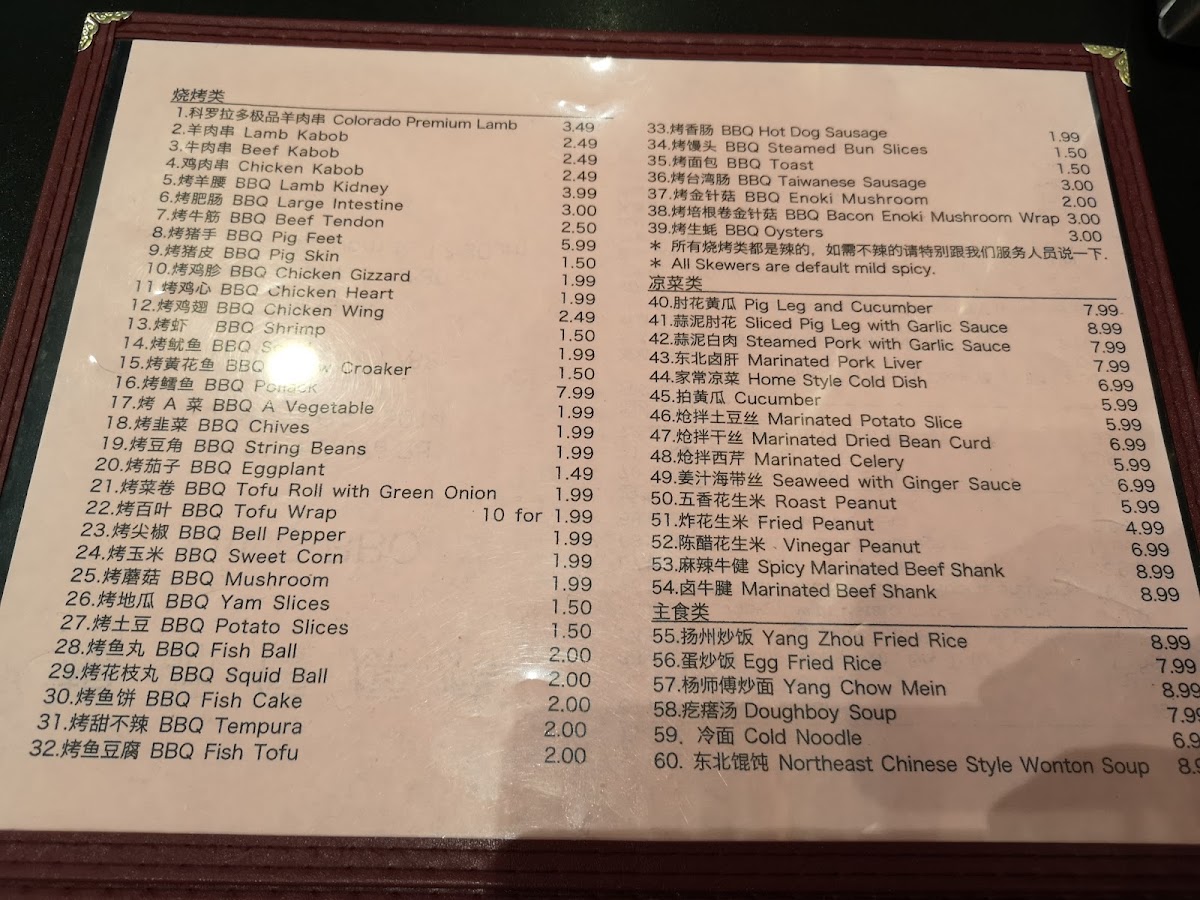 烧烤类
1.科罗拉多极品羊肉串 Colorado Premium Lamb 3.49
2.羊肉串 Lamb Kabob 2.49
3.牛肉串 Beef Kabob 2.49
4.鸡肉串 Chicken Kabob 2.49
5.烤羊腰 BBQ Lamb Kidney 3.99
6.烤肥肠 BBQ Large Intestine 3.00
7.烤牛筋 BBQ Beef Tendon 2.50
8.烤猪手 BBQ Pig Feet 5.99
9.烤猪皮 BBQ Pig Skin 1.50
10.烤鸡胗 BBQ Chicken Gizzard 1.99
11.烤鸡心 BBQ Chicken Heart 1.99
12.烤鸡翅 BBQ Chicken Wing 2.49
13.烤虾 BBQ Shrimp 1.50
14.烤鱿鱼 BBQ 1.99
15.烤黄花鱼 BBQ Croaker 1.50
16.烤鳕鱼 BBQ Pollack 7.99
17.烤 A 菜 BBQ A Vegetable 1.99
18.烤韭菜 BBQ Chives 1.99
19.烤豆角 BBQ String Beans 1.99
20.烤茄子 BBQ Eggplant 1.49
21.烤菜卷 BBQ Tofu Roll with Green Onion 1.99
22.烤百叶 BBQ Tofu Wrap 10 for 1.99
23.烤尖椒 BBQ Bell Pepper 1.99
24.烤玉米 BBQ Sweet Corn 1.99
25.烤蘑菇 BBQ Mushroom 1.99
26.烤地瓜 BBQ Yam Slices 1.50
27.烤土豆 BBQ Potato Slices 1.50
28.烤鱼丸 BBQ Fish Ball 2.00
29.烤花枝丸 BBQ Squid Ball 2.00
30.烤鱼饼 BBQ Fish Cake 2.00
31.烤甜不辣 BBQ Tempura 2.00
32.烤鱼豆腐 BBQ Fish Tofu 2.00
33.烤香肠 BBQ Hot Dog Sausage 1.99
34.烤馒头 BBQ Steamed Bun Slices 1.50
35.烤面包 BBQ Toast 1.50
36.烤台湾肠 BBQ Taiwanese Sausage 3.00
37.烤金针菇 BBQ Enoki Mushroom 2.00
38.烤培根卷金针菇 BBQ Bacon Enoki Mushroom Wrap 3.00
39.烤生蚝 BBQ Oysters 3.00
* 所有烧烤类都是辣的，如需不辣的请特别跟我们服务人员说一下.
* All Skewers are default mild spicy.
凉菜类
40.肘花黄瓜 Pig Leg and Cucumber 7.99
41.蒜泥肘花 Sliced Pig Leg with Garlic Sauce 8.99
42.蒜泥白肉 Steamed Pork with Garlic Sauce 7.99
43.东北卤肝 Marinated Pork Liver 7.99
44.家常凉菜 Home Style Cold Dish 6.99
45.拍黄瓜 Cucumber 5.99
46.炝拌土豆丝 Marinated Potato Slice 5.99
47.炝拌干丝 Marinated Dried Bean Curd 6.99
48.炝拌西芹 Marinated Celery 5.99
49.姜汁海带丝 Seaweed with Ginger Sauce 6.99
50.五香花生米 Roast Peanut 5.99
51.炸花生米 Fried Peanut 4.99
52.陈醋花生米 Vinegar Peanut 6.99
53.麻辣牛健 Spicy Marinated Beef Shank 8.99
54.卤牛腱 Marinated Beef Shank 8.99
主食类
55.扬州炒饭 Yang Zhou Fried Rice 8.99
56.蛋炒饭 Egg Fried Rice 7.99
57.杨师傅炒面 Yang Chow Mein 8.99
58.疙瘩汤 Doughboy Soup 7.99
59. 冷面 Cold Noodle 6.9
60. 东北馄饨 Northeast Chinese Style Wonton Soup 8.9